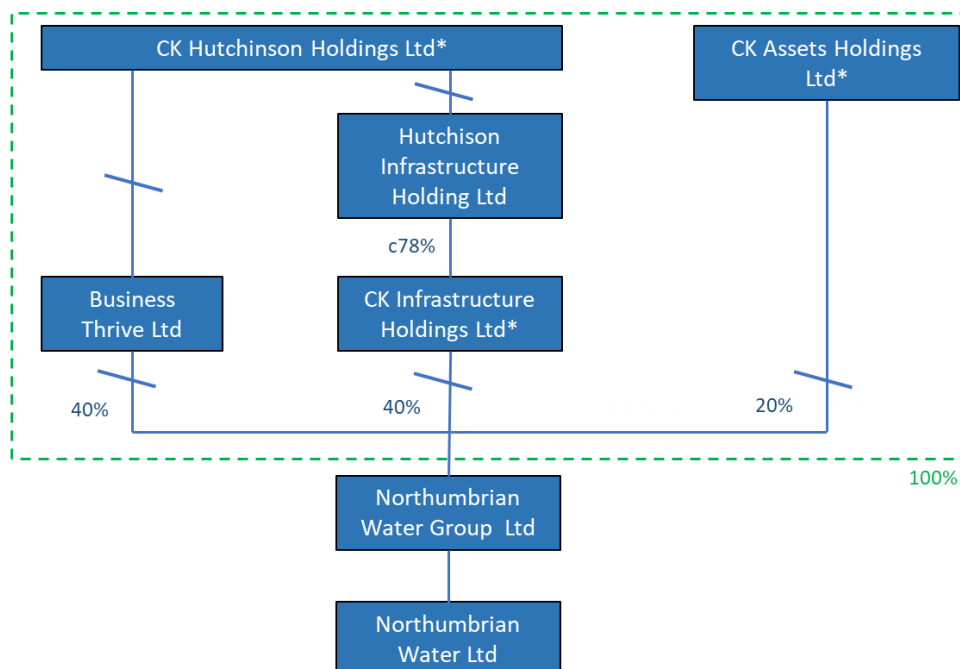 CK Hutchinson Holdings Ltd*
CK Assets Holdings
Ltd*
Hutchison
Infrastructure
Holding Ltd
c78%
Business
Thrive Ltd
CK Infrastructure
Holdings Ltd*
40%
40%
20%
100%
Northumbrian
Water Group  Ltd
Northumbrian
Water Ltd